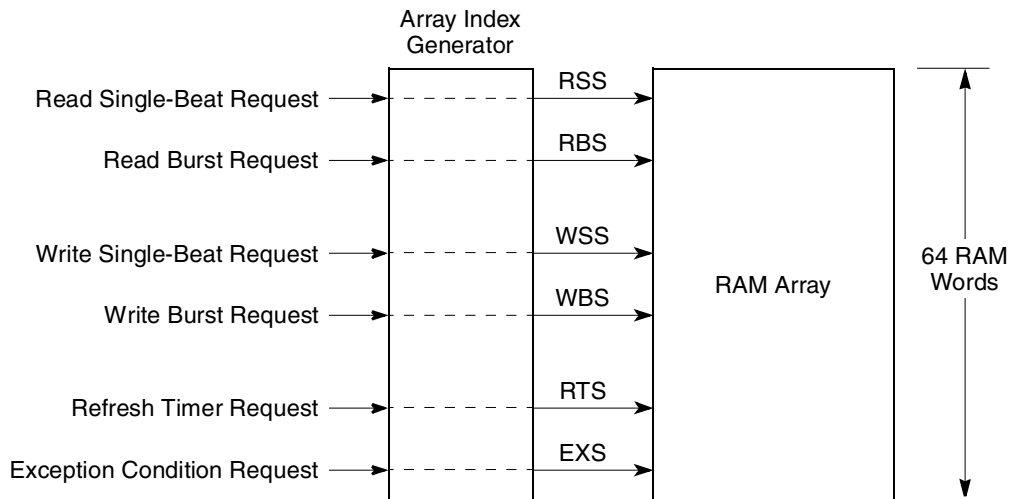 Array Index
Generator
Read Single-Beat Request
RSS
Read Burst Request
RBS
Write Single-Beat Request
WSS
Write Burst Request
WBS
Refresh Timer Request
RTS
Exception Condition Request
EXS
RAM Array
64 RAM
Words